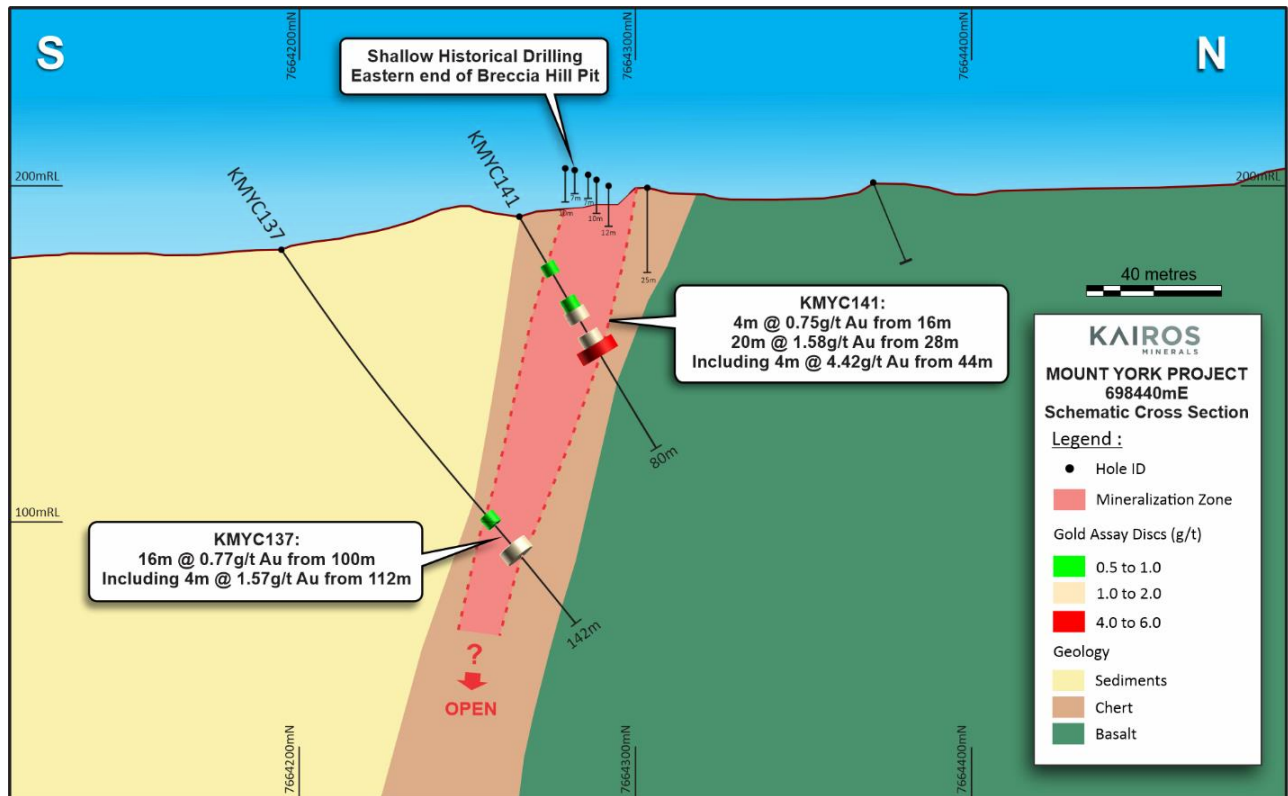 S
N
7664200mN
7664300mN
7664400mN
Shallow Historical Drilling
Eastern end of Breccia Hill Pit
KMYC137
KMYC141
200mRL
200mRL
10m
7m
7m
10m
12m
25m
40 metres
KMYC141:
4m @ 0.75g/t Au from 16m
20m @ 1.58g/t Au from 28m
Including 4m @ 4.42g/t Au from 44m
80m
100mRL
KMYC137:
16m @ 0.77g/t Au from 100m
Including 4m @ 1.57g/t Au from 112m
142m
?
OPEN
7664200mN
7664300mN
7664400mN
KAIROS
MINERALS
MOUNT YORK PROJECT
698440mE
Schematic Cross Section
Legend :
Hole ID
Mineralization Zone
Gold Assay Discs (g/t)
0.5 to 1.0
1.0 to 2.0
4.0 to 6.0
Geology
Sediments
Chert
Basalt